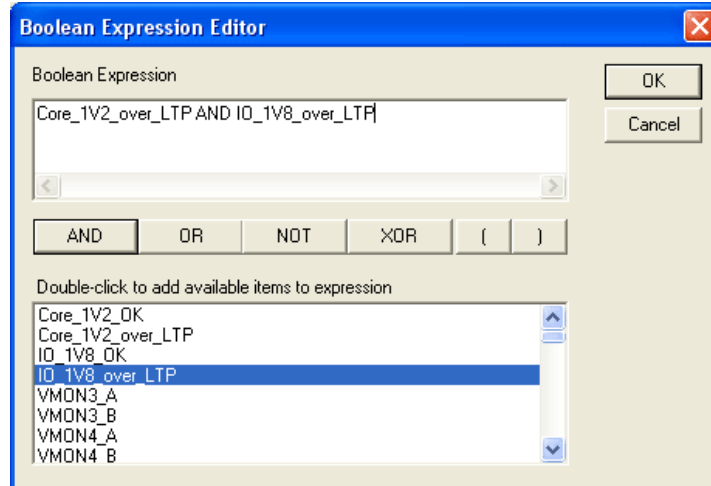 Boolean Expression Editor
Boolean Expression
OK
Core_1V2_over_LTP AND IO_1V8_over_LTP
Cancel
AND OR NOT XOR ( )
Double-click to add available items to expression
Core_1V2_OK
Core_1V2_over_LTP
IO_1V8_OK
IO_1V8_over_LTP
VMON3_A
VMON3_B
VMON4_A
VMON4_B